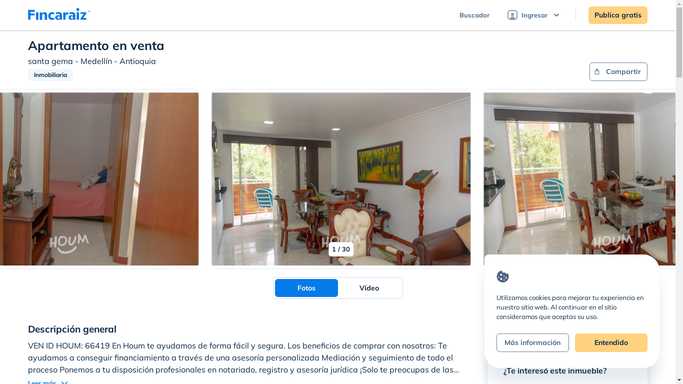 Fincaraiz
Buscador
Ingresar
Publica gratis
Apartamento en venta
santa gema - Medellín - Antioquia
Inmobiliaria
Compartir
HOUM
HOUM
HOUM
1 / 30
Fotos
Video
Utilizamos cookies para mejorar tu experiencia en
nuestro sitio web. Al continuar en el sitio
consideramos que aceptas su uso.
Más información
Entendido
Descripción general
VEN ID HOUM: 66419 En Houm te ayudamos de forma fácil y segura. Los beneficios de comprar con nosotros: Te
ayudamos a conseguir financiamiento a través de una asesoría personalizada Mediación y seguimiento de todo el
proceso Ponemos a tu disposición profesionales en notariado, registro y asesoría jurídica ¡Solo te preocupas de las...
Leer más
¿Te interesó este inmueble?